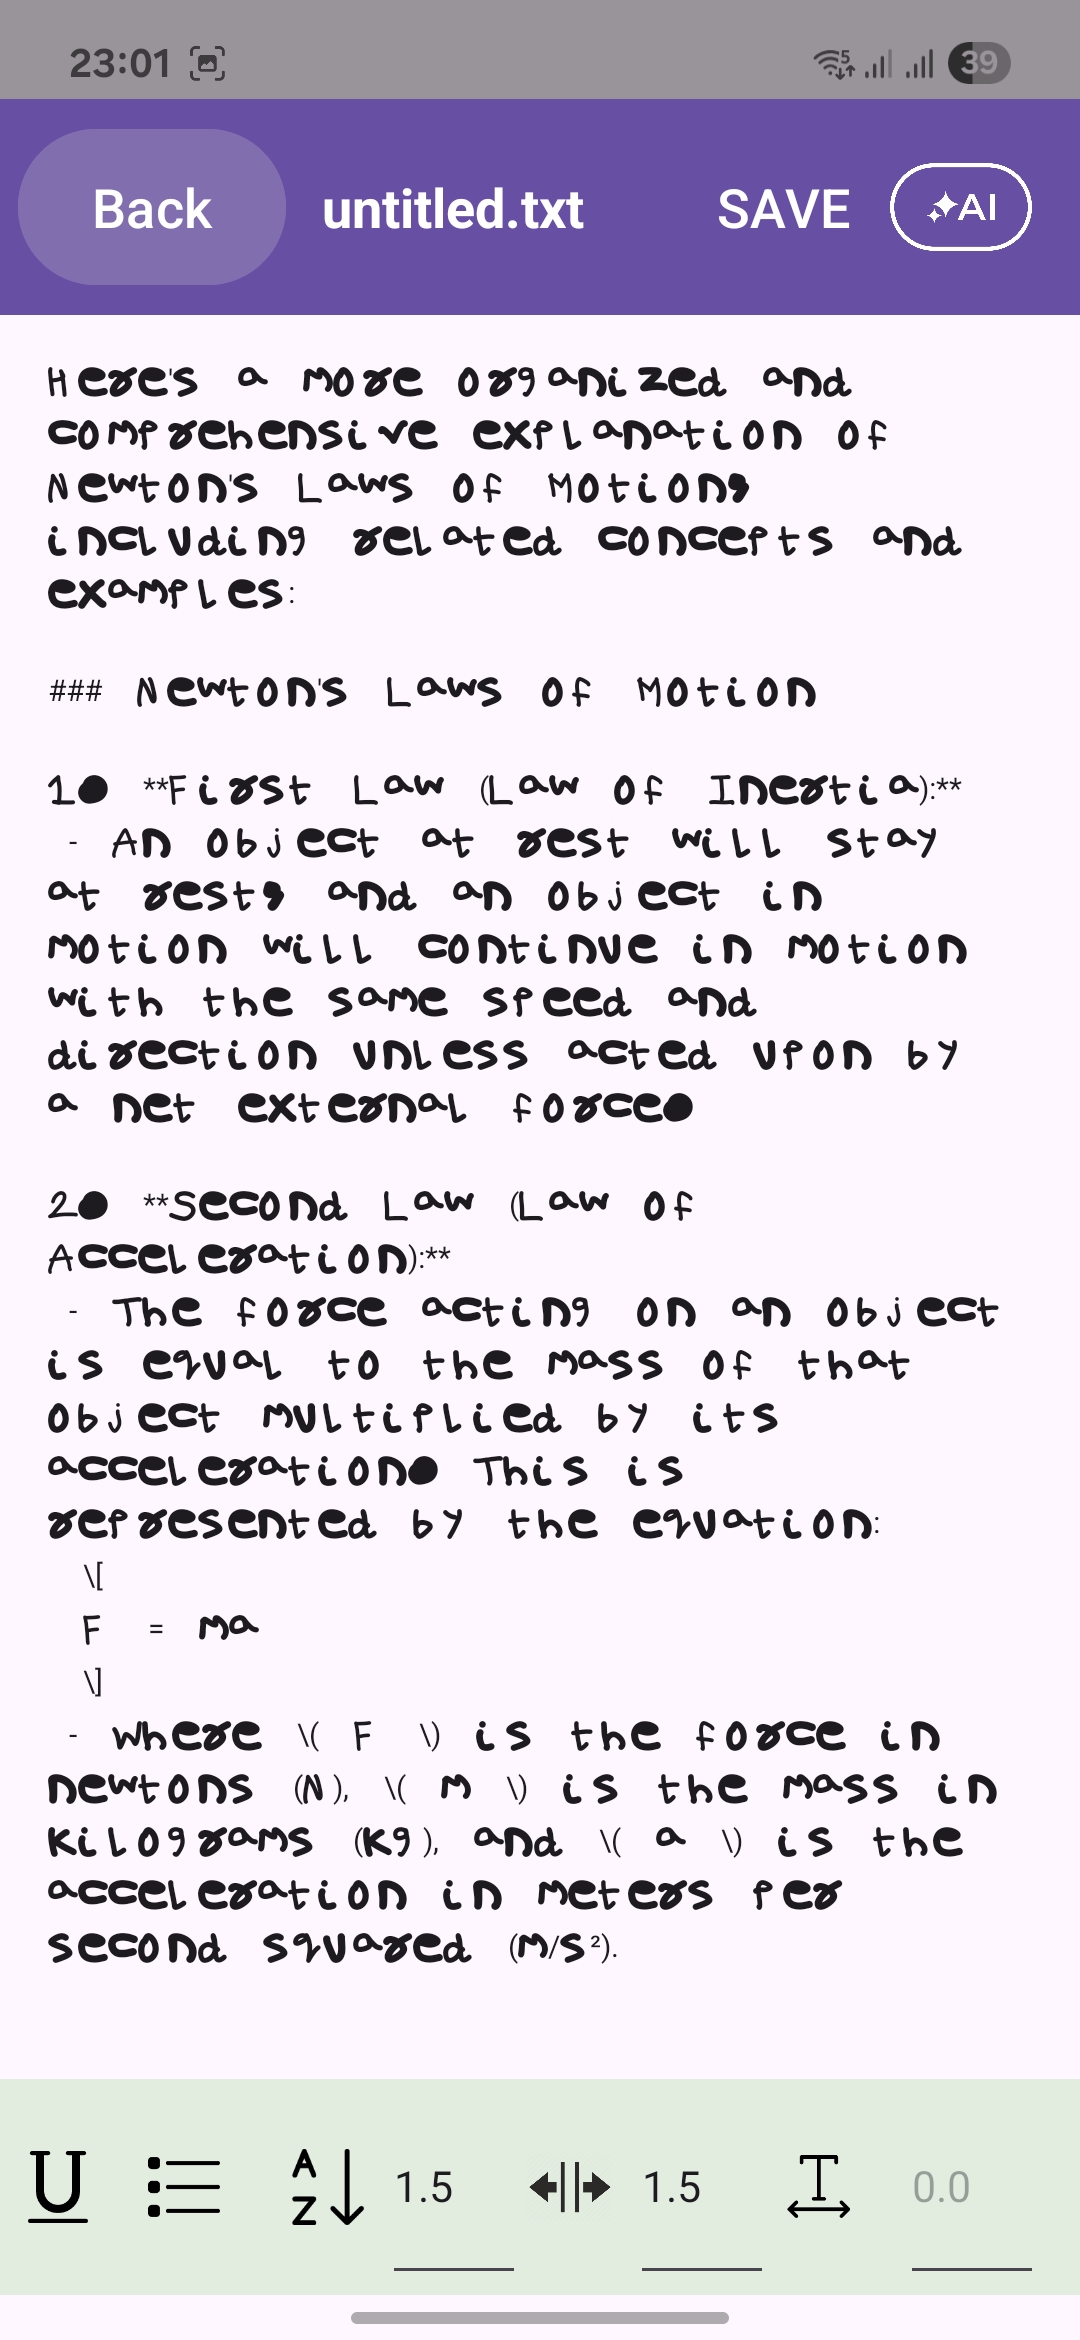 23:01
5
39
Back untitled.txt SAVE AI
Here's a more organized and
comprehensive explanation of
Newton's Laws of Motion,
including related concepts and
examples:
### Newton's Laws of Motion
1. **First Law (Law of Inertia):**
- An object at rest will stay
at rest, and an object in
motion will continue in motion
with the same speed and
direction unless acted upon by
a net external force.
2. **Second Law (Law of
Acceleration):**
- The force acting on an object
is equal to the mass of that
object multiplied by its
acceleration. This is
represented by the equation:
\[
F = ma
\]
- Where \( F \) is the force in
newtons (N), \( m \) is the mass in
kilograms (kg), and \( a \) is the
acceleration in meters per
second squared (m/s²).
U A Z 1.5 1.5 T 0.0